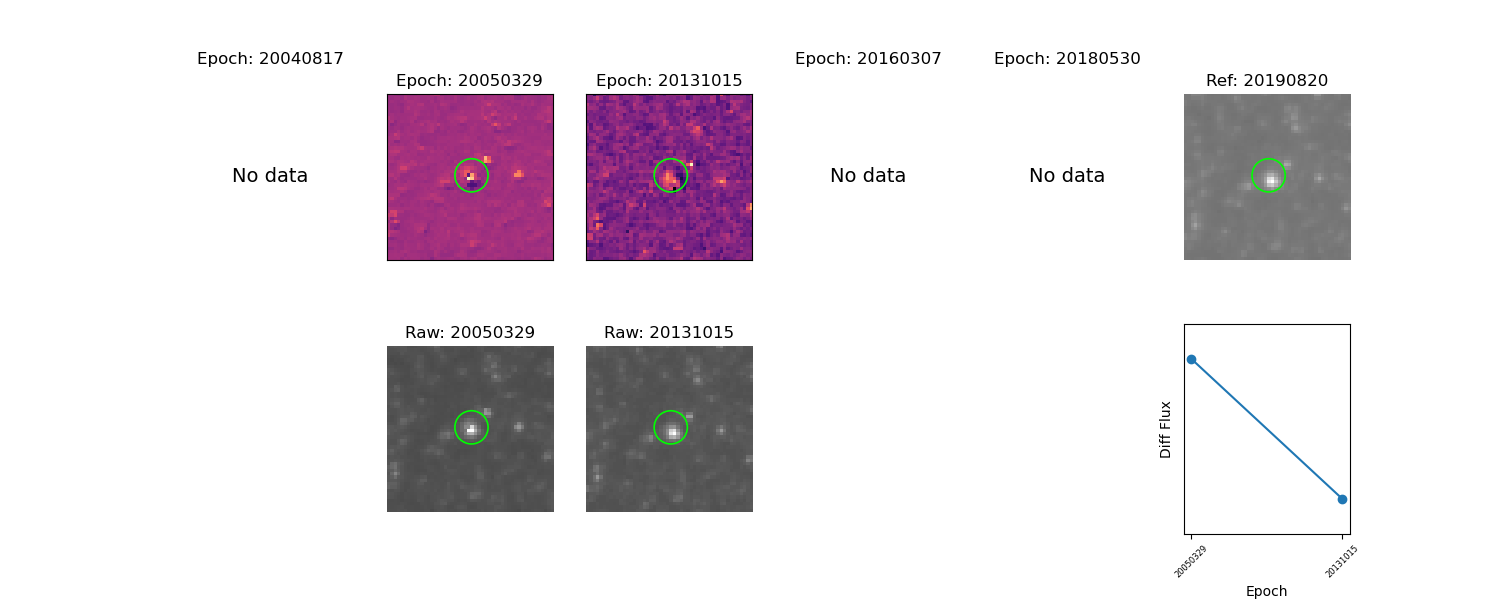 Epoch: 20040817
Epoch: 20050329
Epoch: 20131015
Epoch: 20160307
Epoch: 20180530
Ref: 20190820
No data
No data
No data
Raw: 20050329
Raw: 20131015
Diff Flux
20050329
20131015
Epoch